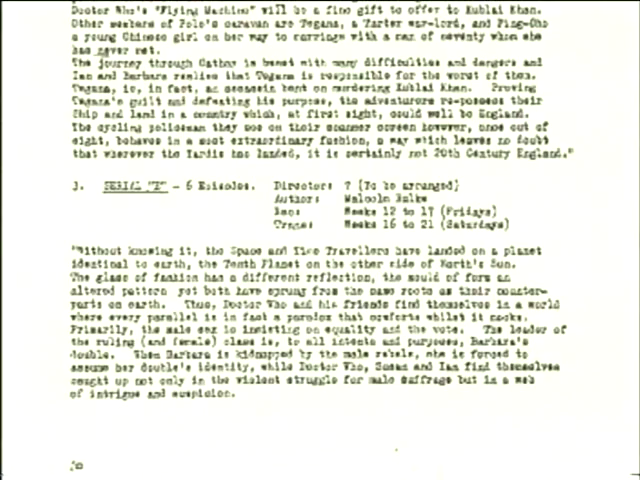 Doctor Who's "Flying Machine" will be a fine gift to offer to Kublai Khan.
Other members of Polo's caravan are Tegana, a Tartar war-lord, and Ping-Cho
a young Chinese girl on her way to marriage with a man of seventy whom she
has never met.
The journey through Cathay is beset with many difficulties and dangers and
Ian and Barbara realise that Tegana is responsible for the worst of them.
Tegana, is, in fact, an assassin bent on murdering Kublai Khan. Proving
Tegana's guilt and defeating his purpose, the adventurers re-possess their
Ship and land in a country which, at first sight, could well be England.
The cycling policeman they see on their scanner screen however, once out of
sight, behaves in a most extraordinary fashion, a way which leaves no doubt
that wherever the Tardis has landed, it is certainly not 20th Century England."
3. SERIAL "E" - 6 Episodes. Director: ? (To be arranged)
Author: Malcolm Hulke
Rec: Weeks 12 to 17 (Fridays)
Trans: Weeks 16 to 21 (Saturdays)
"Without knowing it, the Space and Time Travellers have landed on a planet
identical to earth, the Tenth Planet on the other side of Earth's Sun.
The glass of fashion has a different reflection, the mould of form an
altered pattern yet both have sprung from the same roots as their counter-
parts on earth. Thus, Doctor Who and his friends find themselves in a world
where every parallel is in fact a paradox that comforts whilst it mocks.
Primarily, the male sex is insisting on equality and the vote. The leader of
the ruling (and female) class is, to all intents and purposes, Barbara's
double. When Barbara is kidnapped by the male rebels, she is forced to
assume her double's identity, while Doctor Who, Susan and Ian find themselves
caught up not only in the violent struggle for male suffrage but in a web
of intrigue and suspicion.